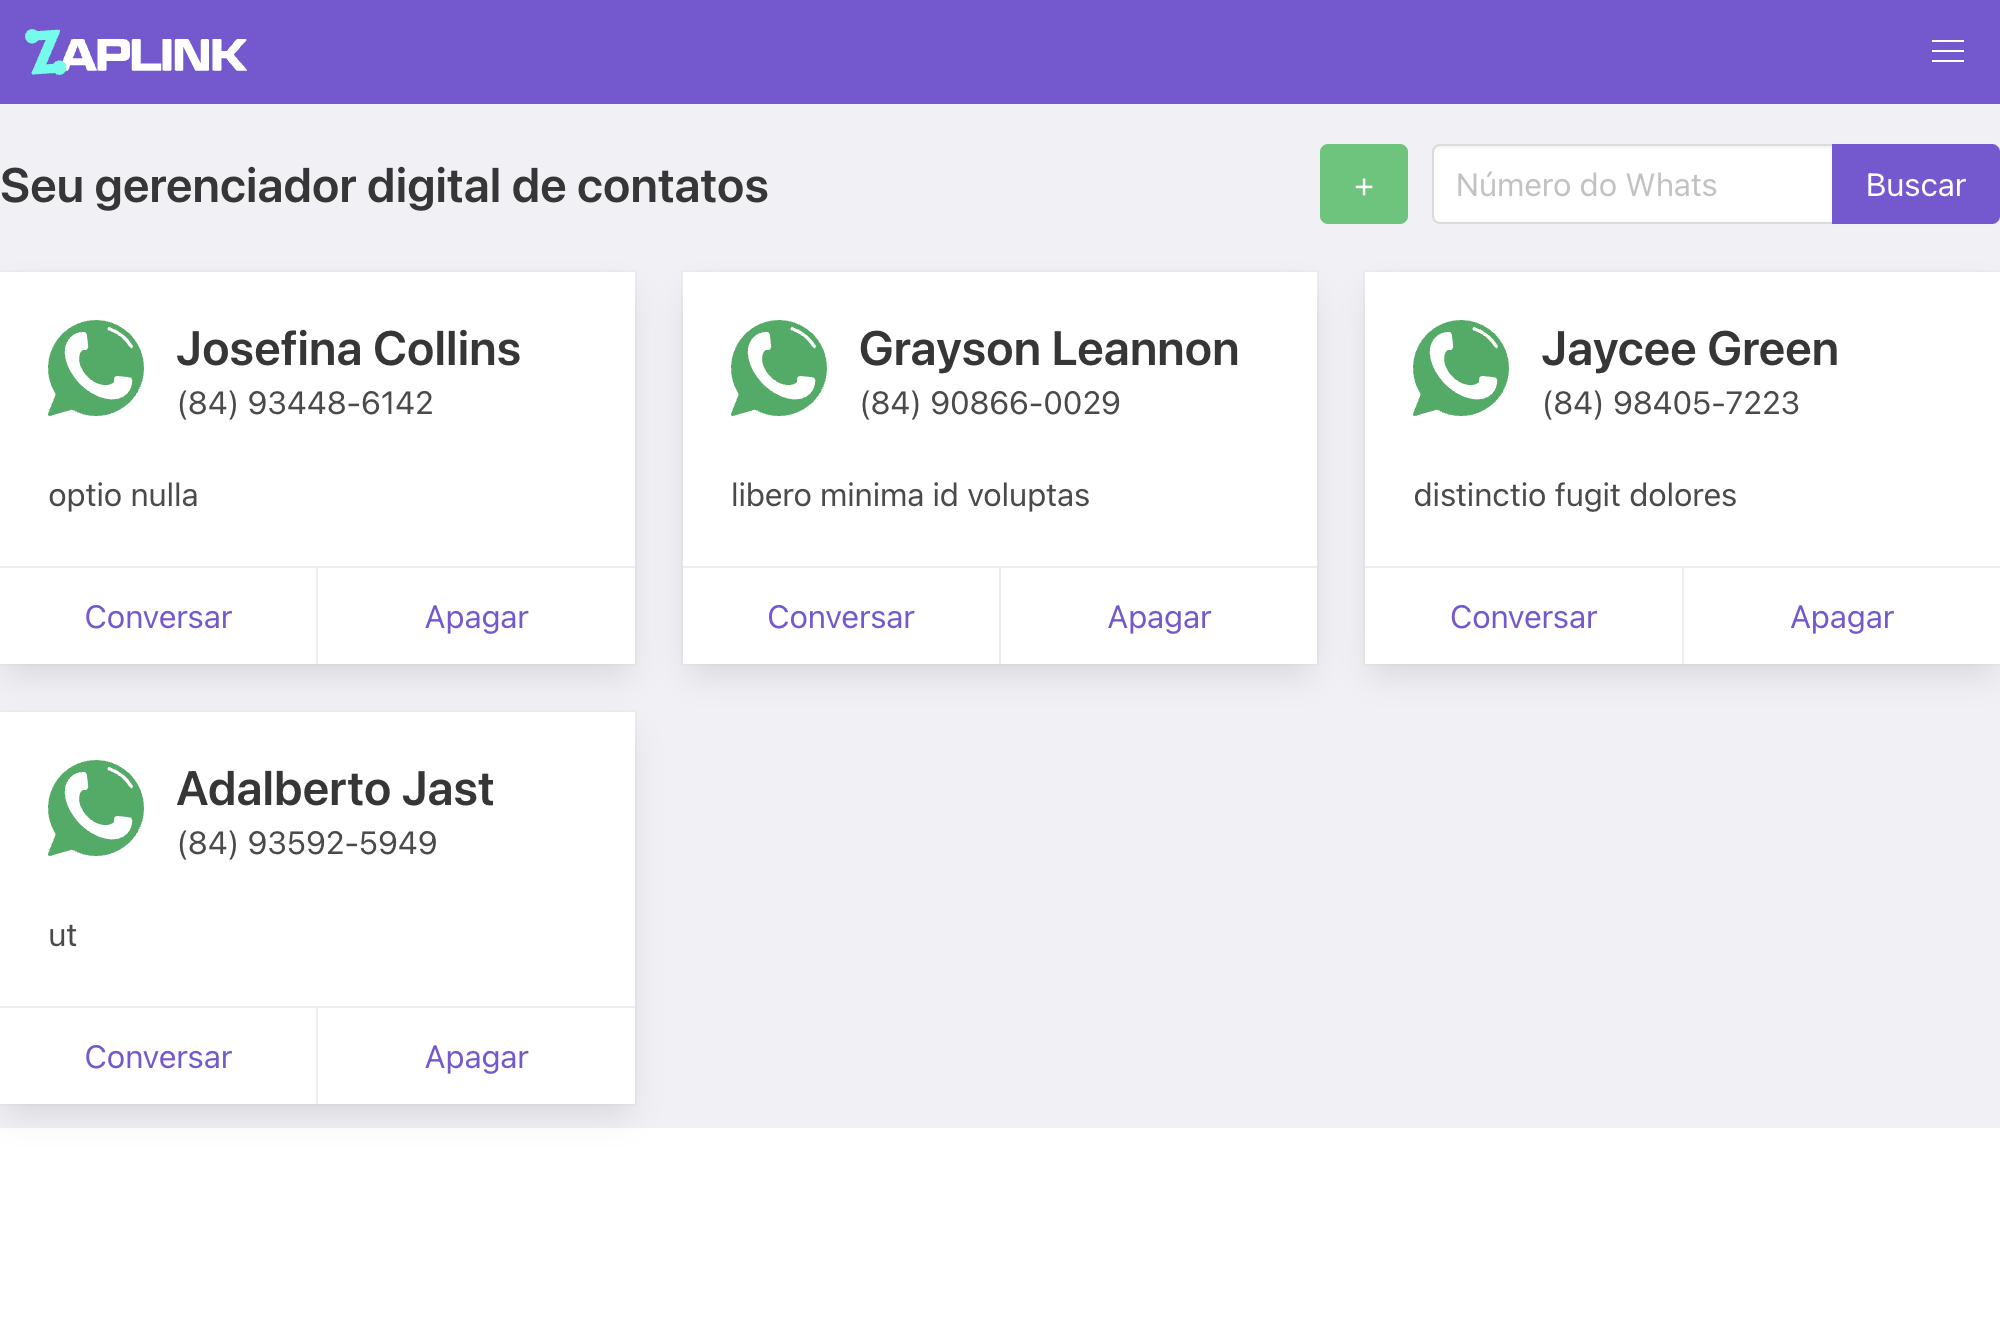 ZAPLINK
Seu gerenciador digital de contatos
+
Número do Whats
Buscar
Josefina Collins
(84) 93448-6142
optio nulla
Conversar
Apagar
Grayson Leannon
(84) 90866-0029
libero minima id voluptas
Conversar
Apagar
Jaycee Green
(84) 98405-7223
distinctio fugit dolores
Conversar
Apagar
Adalberto Jast
(84) 93592-5949
ut
Conversar
Apagar